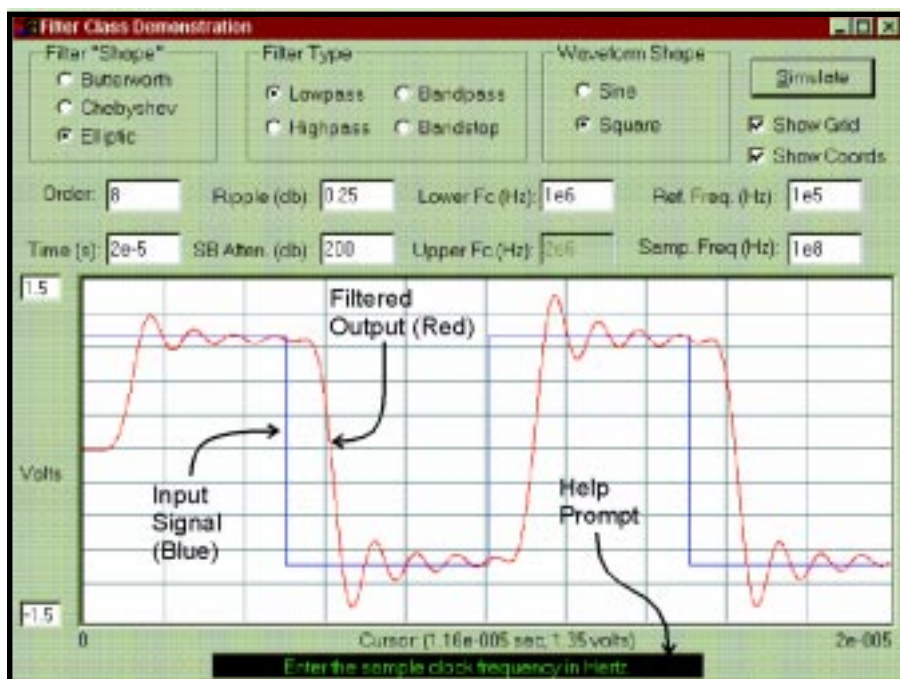 Filter Class Demonstration
Filter "Shape"
Butterworth
Chebyshev
Elliptic
Filter Type
Lowpass
Bandpass
Highpass
Bandstop
Waveform Shape
Sine
Square
Simulate
Show Grid
Show Coords
Order: 8
Ripple (db): 0.25
Lower Fc (Hz): 1e6
Ref. Freq. (Hz): 1e5
Time (s): 2e-5
SB Atten. (db): 200
Upper Fc (Hz): 2e6
Samp. Freq (Hz): 1e8
1.5
Filtered
Output (Red)
Volts
Input
Signal
(Blue)
Help
Prompt
-1.5
0
Cursor: (1.16e-005 sec, 1.35 volts)
2e-005
Enter the sample clock frequency in Hertz